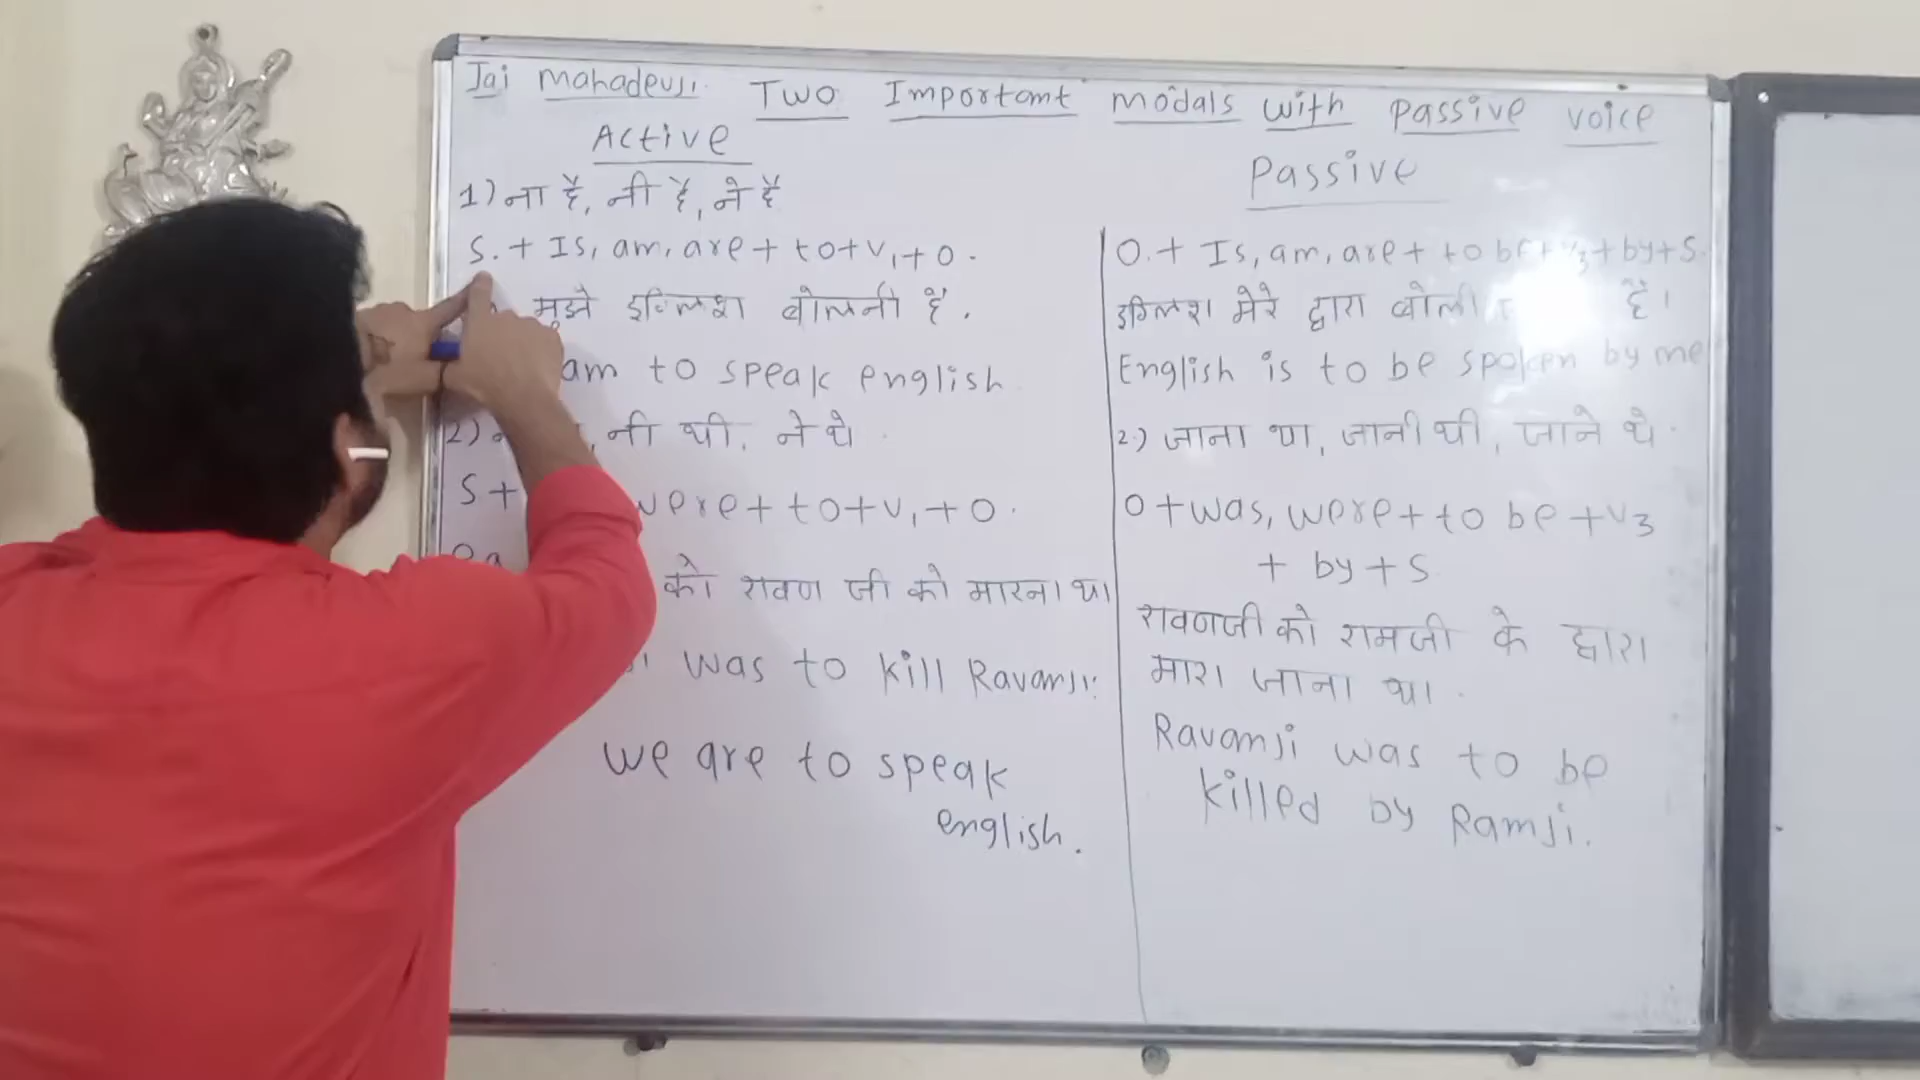 Jai Mahadevji. Two Important modals with passive voice
Active
1) ना है, नी है, ने है
S. + Is, am, are + to + v1 + O.
मुझे इंग्लिश बोलनी है.
am to speak english
2) नी थी, ने थे
S + were + to + v1 + O.
को रावण जी को मारना था
was to kill Ravanji.
we are to speak
english.
Passive
O. + Is, am, are + to be + v3 + by + S.
इंग्लिश मेरे द्वारा बोली है।
English is to be spoken by me
2.) जाना था, जानी थी, जाने थे.
O + was, were + to be + v3
+ by + S
रावणजी को रामजी के द्वारा
मारा जाना था.
Ravanji was to be
killed by Ramji.